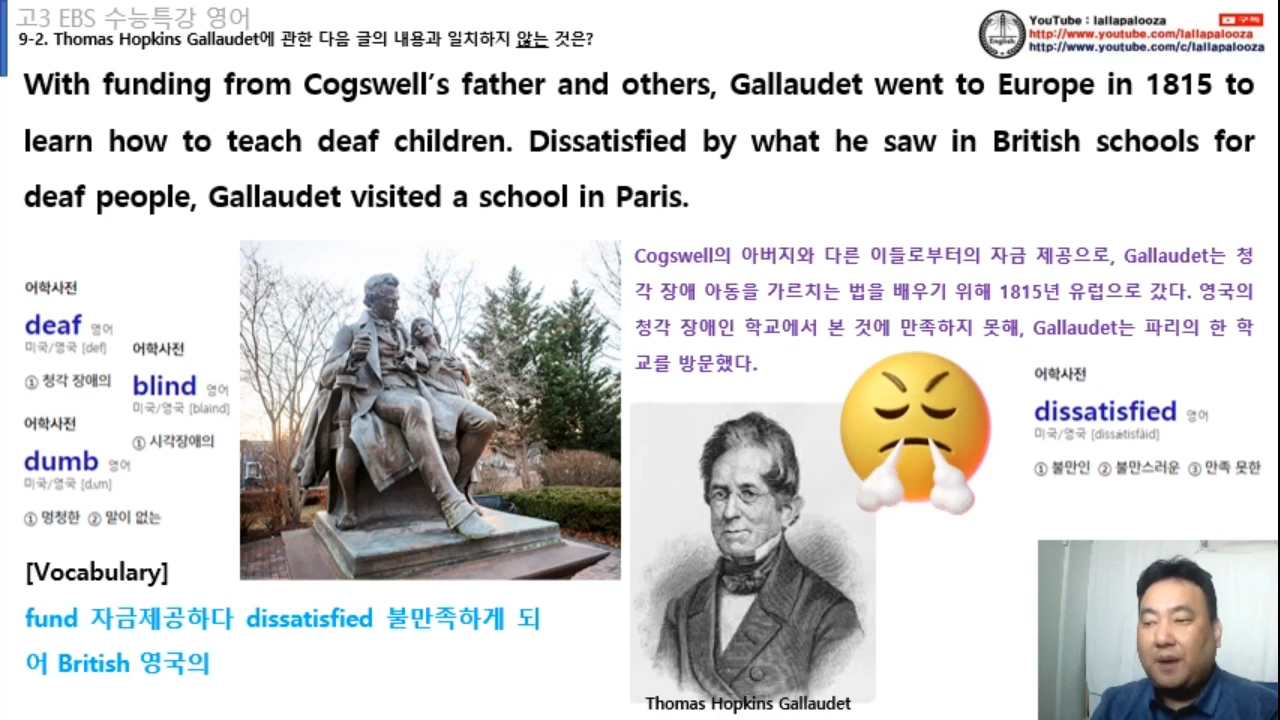 고3 EBS 수능특강 영어
9-2. Thomas Hopkins Gallaudet에 관한 다음 글의 내용과 일치하지 않는 것은?
YouTube : lallapalooza
구독
http://www.youtube.com/lallapalooza
http://www.youtube.com/c/lallapalooza
English
With funding from Cogswell's father and others, Gallaudet went to Europe in 1815 to
learn how to teach deaf children. Dissatisfied by what he saw in British schools for
deaf people, Gallaudet visited a school in Paris.
Cogswell의 아버지와 다른 이들로부터의 자금 제공으로, Gallaudet는 청
각 장애 아동을 가르치는 법을 배우기 위해 1815년 유럽으로 갔다. 영국의
청각 장애인 학교에서 본 것에 만족하지 못해, Gallaudet는 파리의 한 학
교를 방문했다.
어학사전
deaf 영어
미국/영국 [def]
① 청각 장애의
어학사전
blind 영어
미국/영국 [blaind]
① 시각장애의
어학사전
dumb 영어
미국/영국 [dʌm]
① 멍청한 ② 말이 없는
어학사전
dissatisfied 영어
미국/영국 [dissǽtisfàid]
① 불만인 ② 불만스러운 ③ 만족 못한
[Vocabulary]
fund 자금제공하다 dissatisfied 불만족하게 되
어 British 영국의
Thomas Hopkins Gallaudet